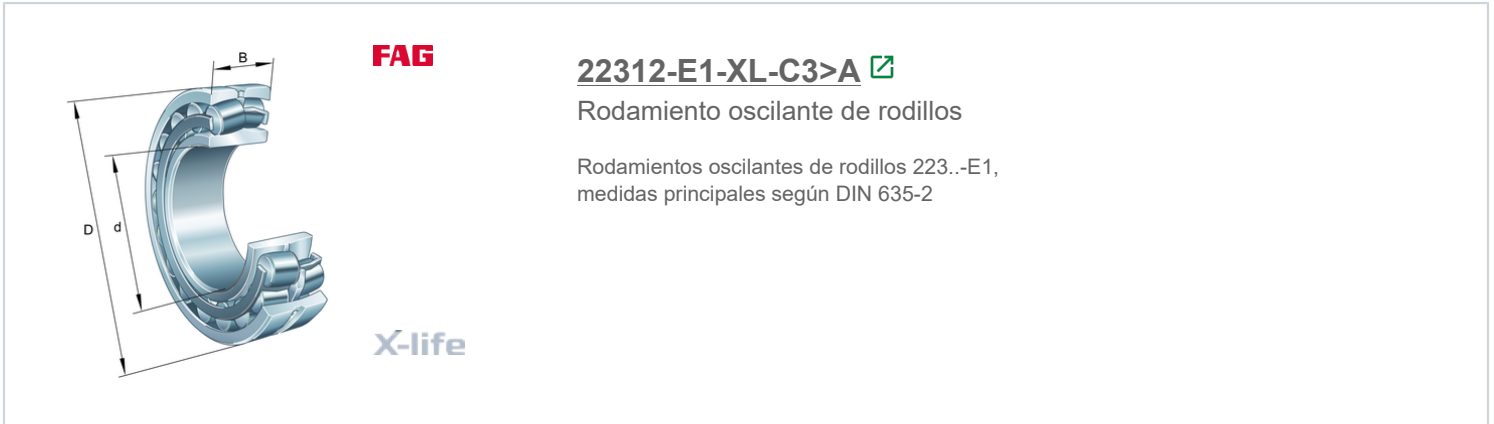 B
FAG
22312-E1-XL-C3>A
Rodamiento oscilante de rodillos
Rodamientos oscilantes de rodillos 223..-E1,
medidas principales según DIN 635-2
D
d
X-life